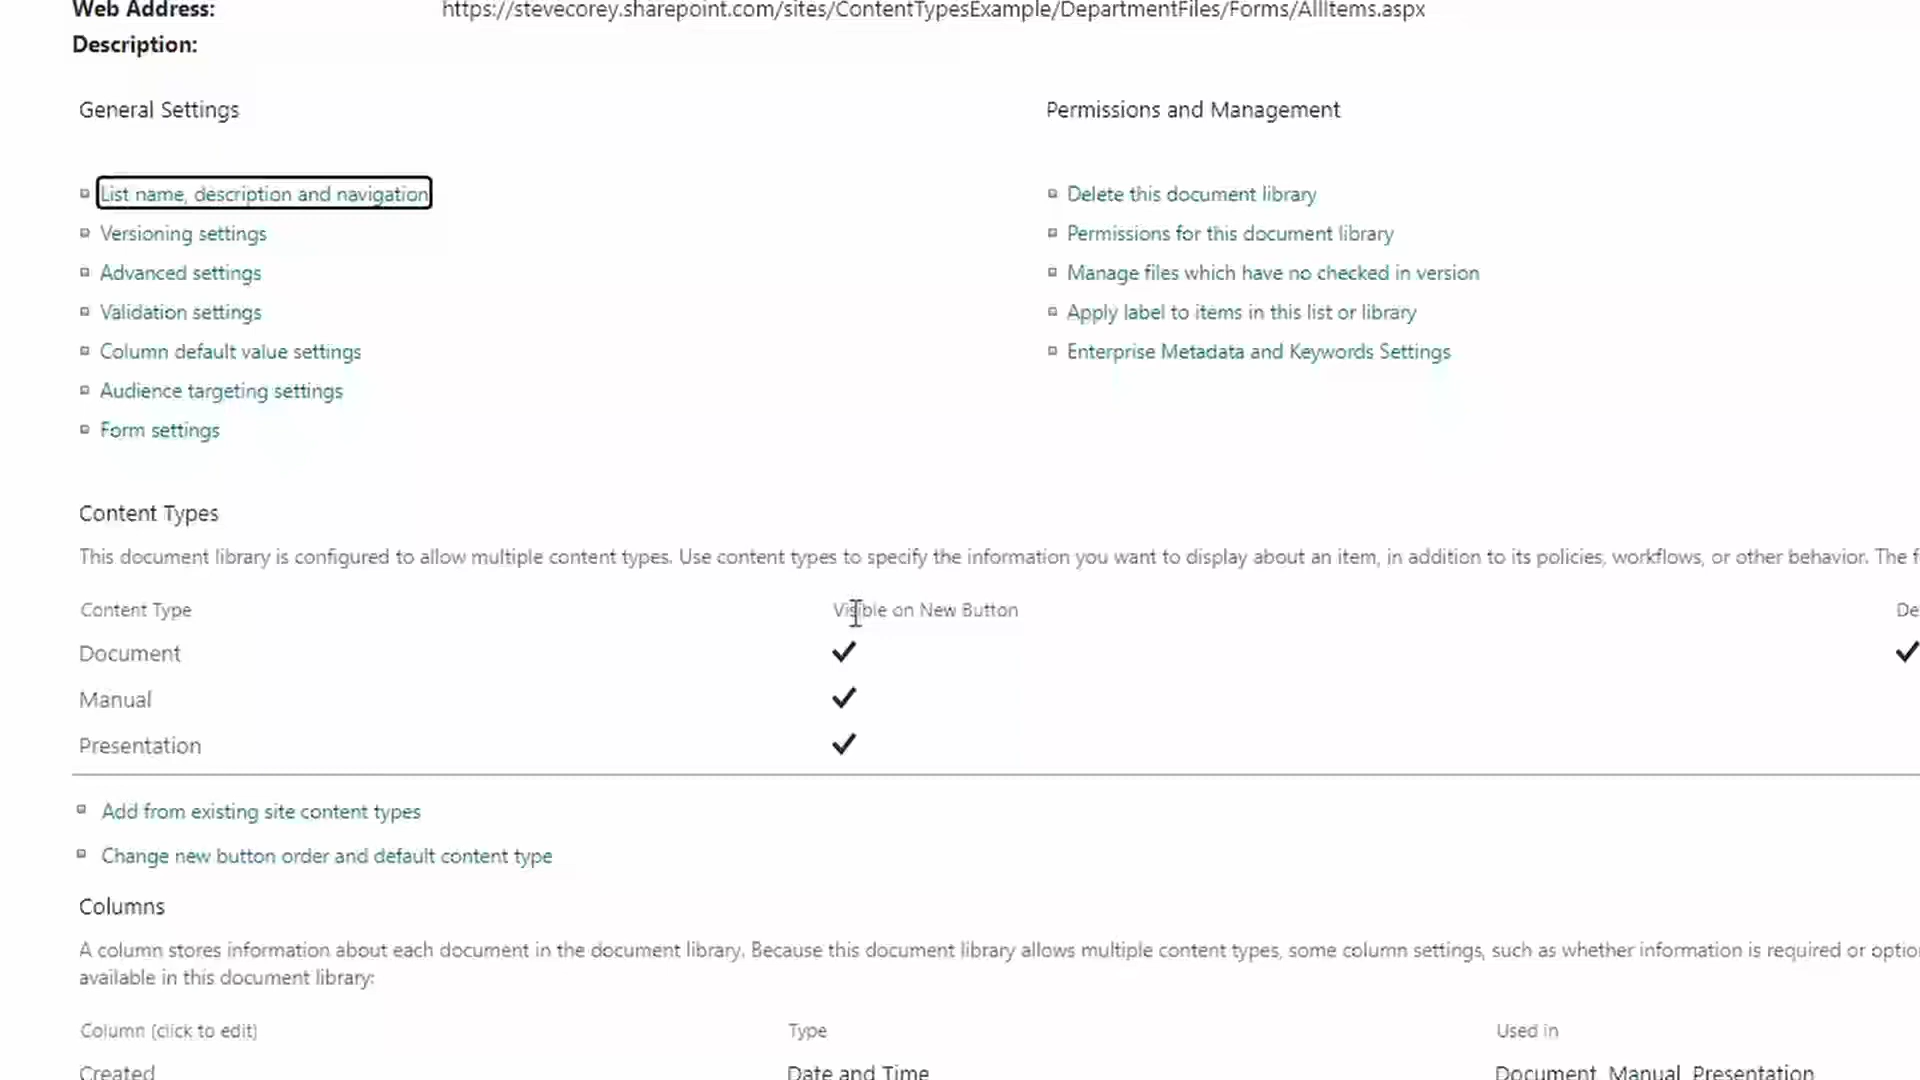 Web Address: https://stevecorey.sharepoint.com/sites/ContentTypesExample/DepartmentFiles/Forms/AllItems.aspx
Description:
General Settings
Permissions and Management
List name, description and navigation
Versioning settings
Advanced settings
Validation settings
Column default value settings
Audience targeting settings
Form settings
Delete this document library
Permissions for this document library
Manage files which have no checked in version
Apply label to items in this list or library
Enterprise Metadata and Keywords Settings
Content Types
This document library is configured to allow multiple content types. Use content types to specify the information you want to display about an item, in addition to its policies, workflows, or other behavior. The
Content Type Visible on New Button
Document
Manual
Presentation
Add from existing site content types
Change new button order and default content type
Columns
A column stores information about each document in the document library. Because this document library allows multiple content types, some column settings, such as whether information is required or
available in this document library:
Column (click to edit) Type Used in
Created Date and Time Document, Manual, Presentation